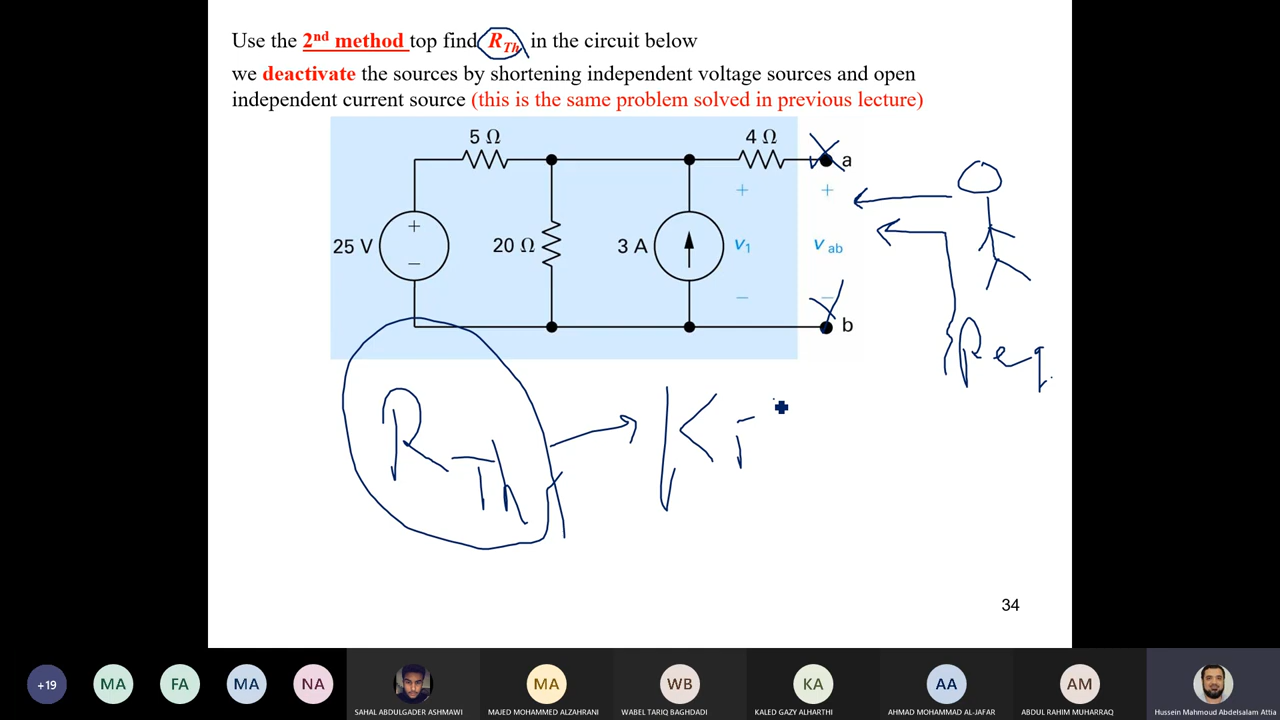 Use the 2nd method top find RTh in the circuit below
we deactivate the sources by shortening independent voltage sources and open
independent current source (this is the same problem solved in previous lecture)
5 Ω
4 Ω
a
+
+
+
25 V
20 Ω
3 A
v1
v ab
−
−
−
b
Req.
RTh
34
+19
MA
FA
MA
NA
MA
WB
KA
AA
AM
SAHAL ABDULGADER ASHMAWI
MAJED MOHAMMED ALZAHRANI
WABEL TARIQ BAGHDADI
KALED GAZY ALHARTHI
AHMAD MOHAMMAD AL-JAFAR
ABDUL RAHIM MUHARRAQ
Hussein Mahmoud Abdelsalam Attia